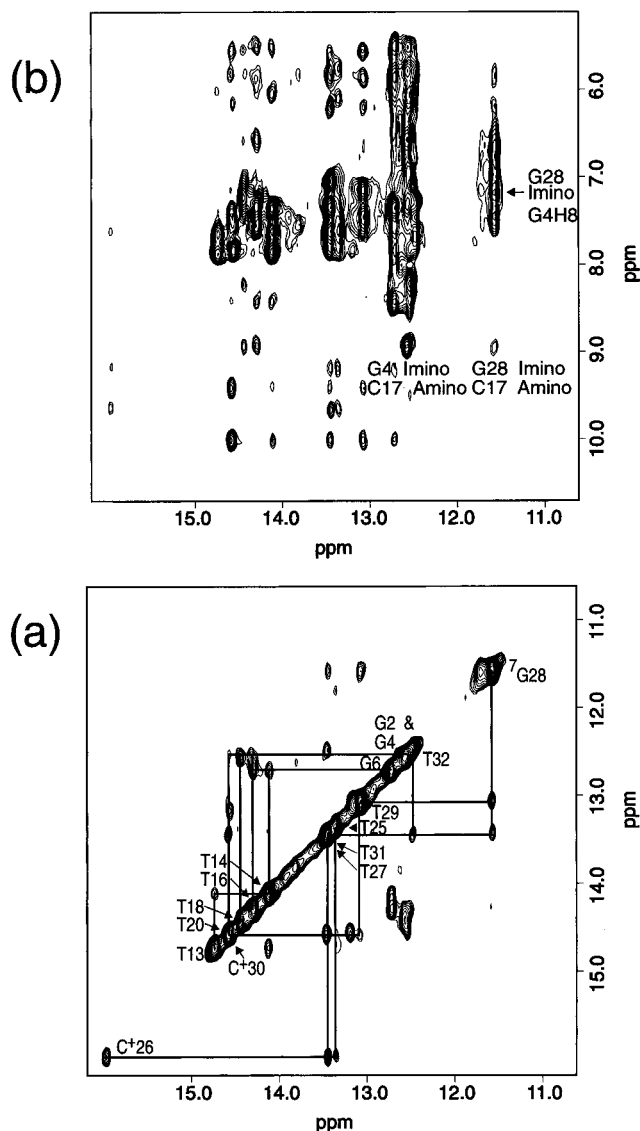 (b)
6.0
7.0
8.0
9.0
10.0
ppm
G28
Imino
G4H8
G4 Imino G28 Imino
C17 Amino C17 Amino
15.0 14.0 13.0 12.0 11.0
ppm
(a)
11.0
12.0
13.0
14.0
15.0
ppm
7G28
G2 &
G4
G6
T32
T29
T25
T14
T16
T31
T27
T18
T20
T13
C+30
C+26
15.0 14.0 13.0 12.0 11.0
ppm